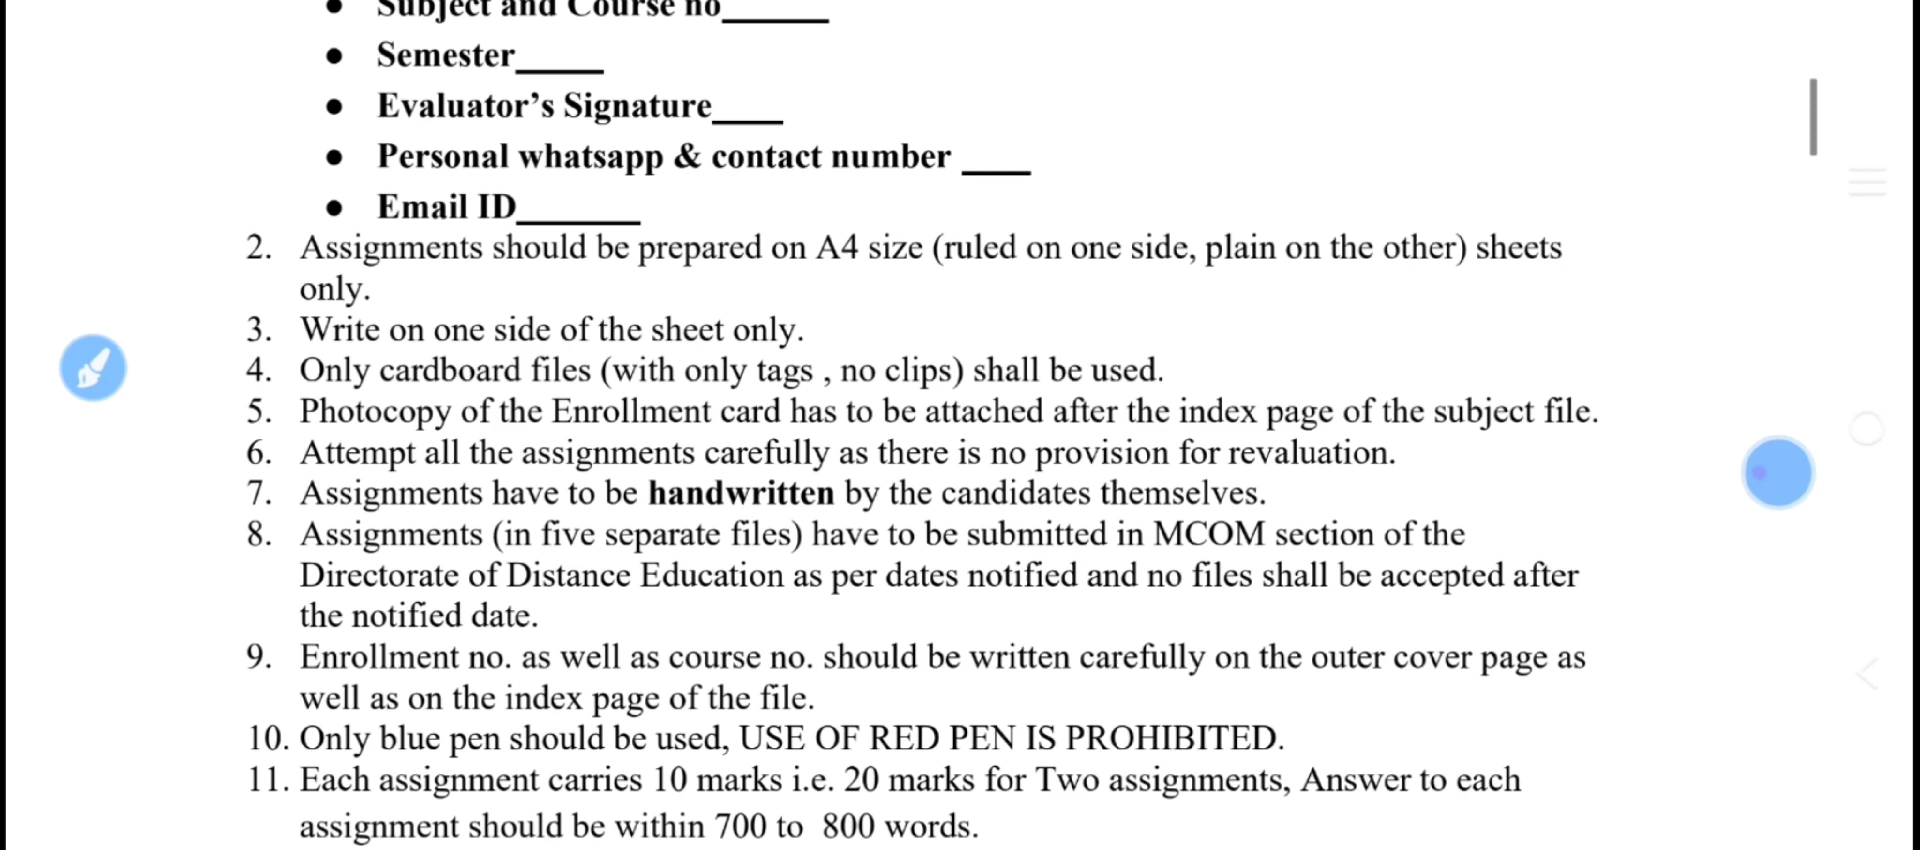 ● Subject and Course no______
● Semester_____
● Evaluator’s Signature____
● Personal whatsapp & contact number ____
● Email ID_______
2. Assignments should be prepared on A4 size (ruled on one side, plain on the other) sheets
only.
3. Write on one side of the sheet only.
4. Only cardboard files (with only tags , no clips) shall be used.
5. Photocopy of the Enrollment card has to be attached after the index page of the subject file.
6. Attempt all the assignments carefully as there is no provision for revaluation.
7. Assignments have to be handwritten by the candidates themselves.
8. Assignments (in five separate files) have to be submitted in MCOM section of the
Directorate of Distance Education as per dates notified and no files shall be accepted after
the notified date.
9. Enrollment no. as well as course no. should be written carefully on the outer cover page as
well as on the index page of the file.
10. Only blue pen should be used, USE OF RED PEN IS PROHIBITED.
11. Each assignment carries 10 marks i.e. 20 marks for Two assignments, Answer to each
assignment should be within 700 to  800 words.